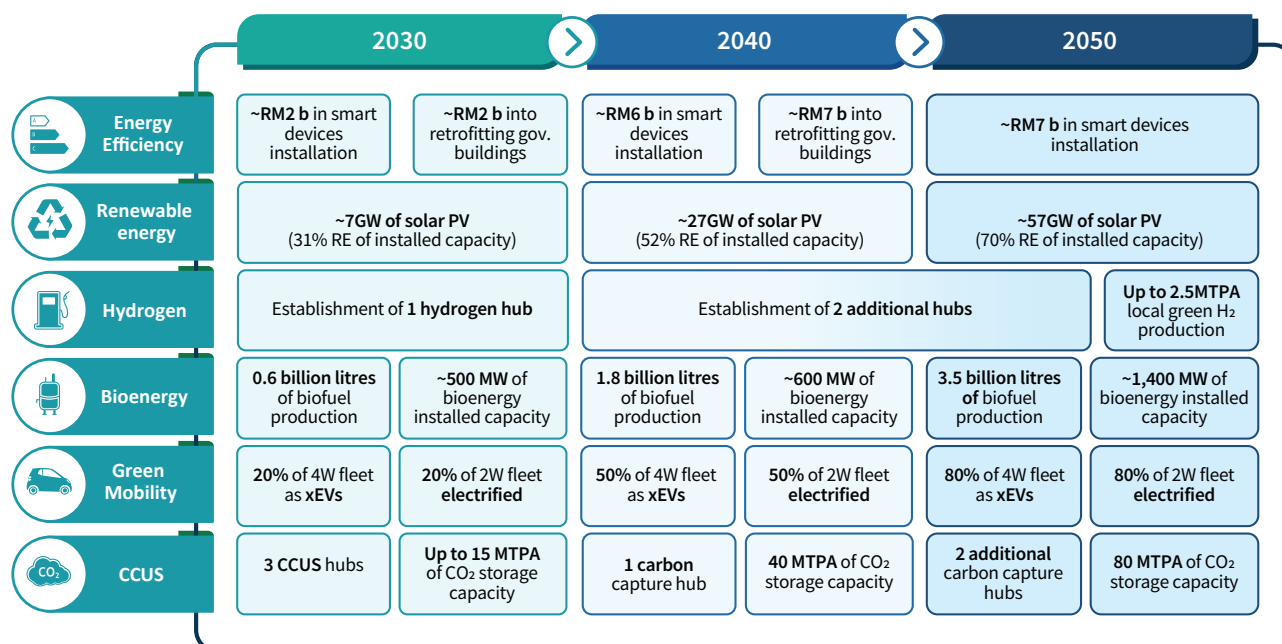 2030
2040
2050
Energy
Efficiency
~RM2 b in smart
devices
installation
~RM2 b into
retrofitting gov.
buildings
~RM6 b in smart
devices
installation
~RM7 b into
retrofitting gov.
buildings
~RM7 b in smart devices
installation
Renewable
energy
~7GW of solar PV
(31% RE of installed capacity)
~27GW of solar PV
(52% RE of installed capacity)
~57GW of solar PV
(70% RE of installed capacity)
Hydrogen
Establishment of 1 hydrogen hub
Establishment of 2 additional hubs
Up to 2.5MTPA
local green H₂
production
Bioenergy
0.6 billion litres
of biofuel
production
~500 MW of
bioenergy
installed capacity
1.8 billion litres
of biofuel
production
~600 MW of
bioenergy
installed capacity
3.5 billion litres
of biofuel
production
~1,400 MW of
bioenergy installed
capacity
Green
Mobility
20% of 4W fleet
as xEVs
20% of 2W fleet
electrified
50% of 4W fleet
as xEVs
50% of 2W fleet
electrified
80% of 4W fleet
as xEVs
80% of 2W fleet
electrified
CO₂
CCUS
3 CCUS hubs
Up to 15 MTPA
of CO₂ storage
capacity
1 carbon
capture hub
40 MTPA of CO₂
storage capacity
2 additional
carbon capture
hubs
80 MTPA of CO₂
storage capacity